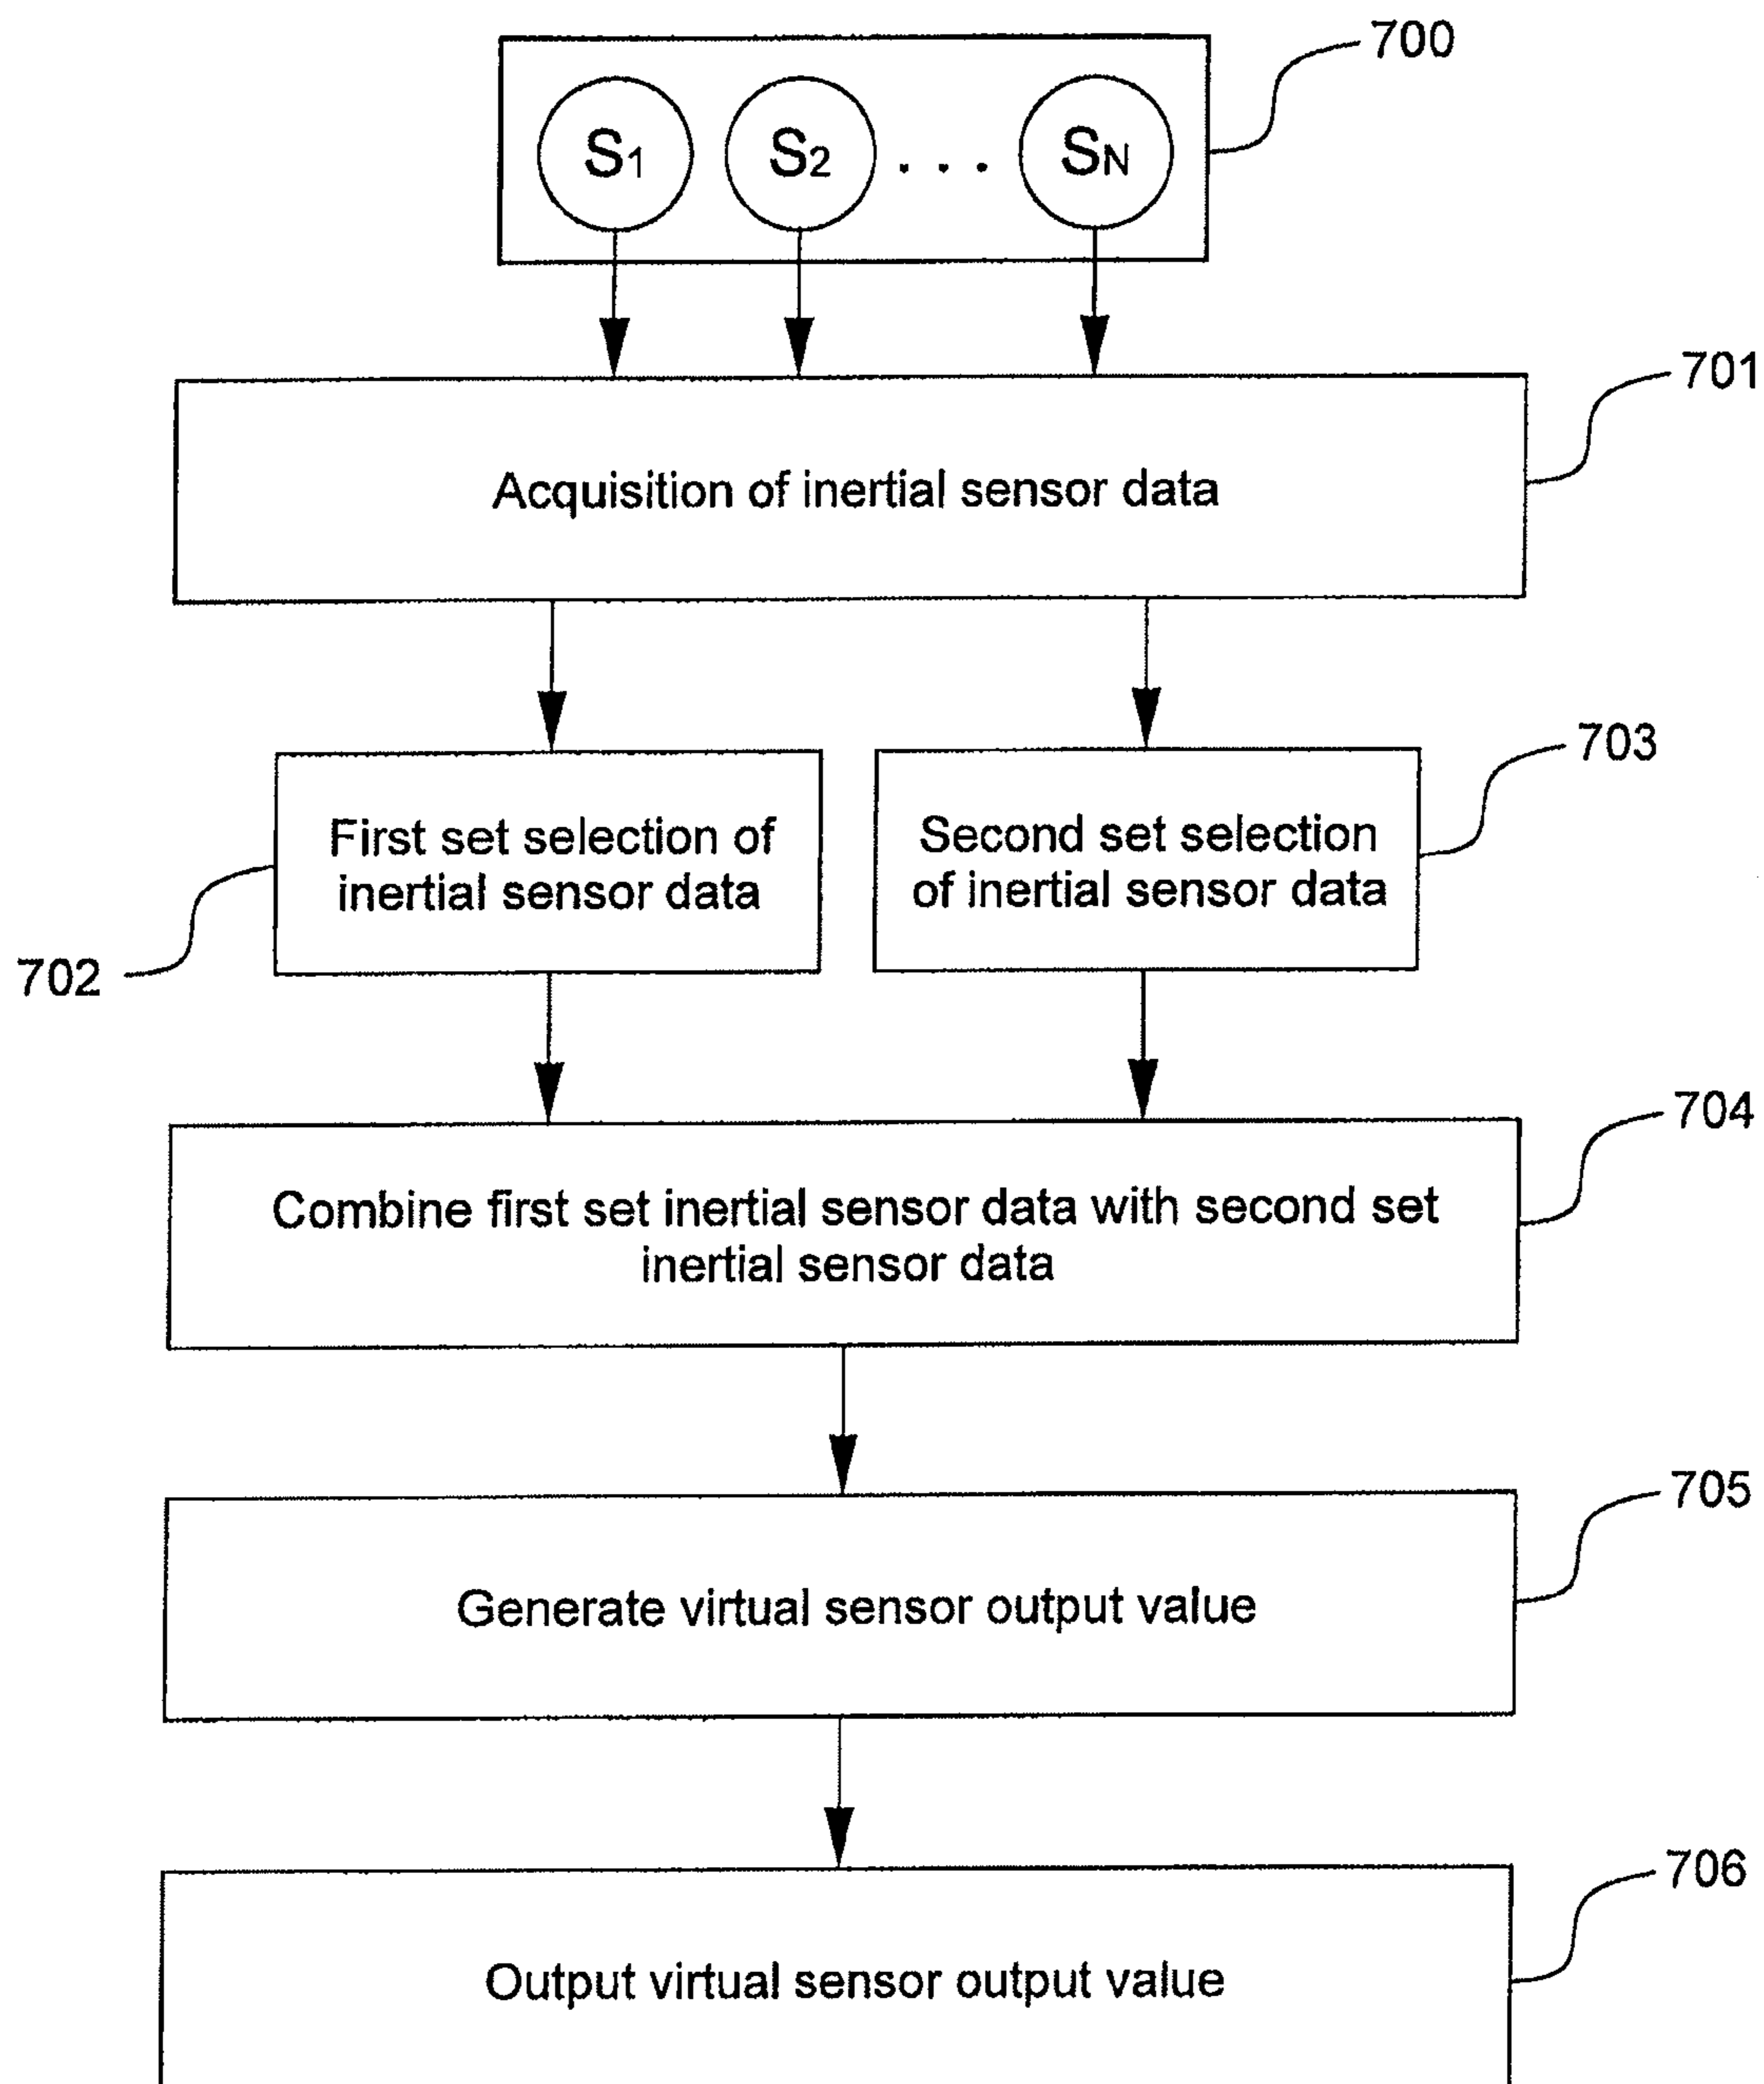 700
S1 S2 . . . SN
701
Acquisition of inertial sensor data
703
First set selection of
inertial sensor data
Second set selection
of inertial sensor data
702
704
Combine first set inertial sensor data with second set
inertial sensor data
705
Generate virtual sensor output value
706
Output virtual sensor output value